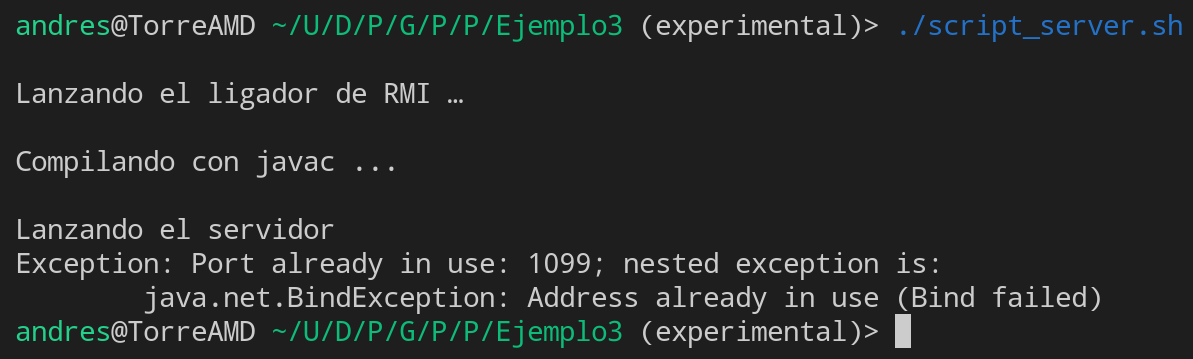 andres@TorreAMD ~/U/D/P/G/P/P/Ejemplo3 (experimental)> ./script_server.sh
Lanzando el ligador de RMI …
Compilando con javac ...
Lanzando el servidor
Exception: Port already in use: 1099; nested exception is:
java.net.BindException: Address already in use (Bind failed)
andres@TorreAMD ~/U/D/P/G/P/P/Ejemplo3 (experimental)>